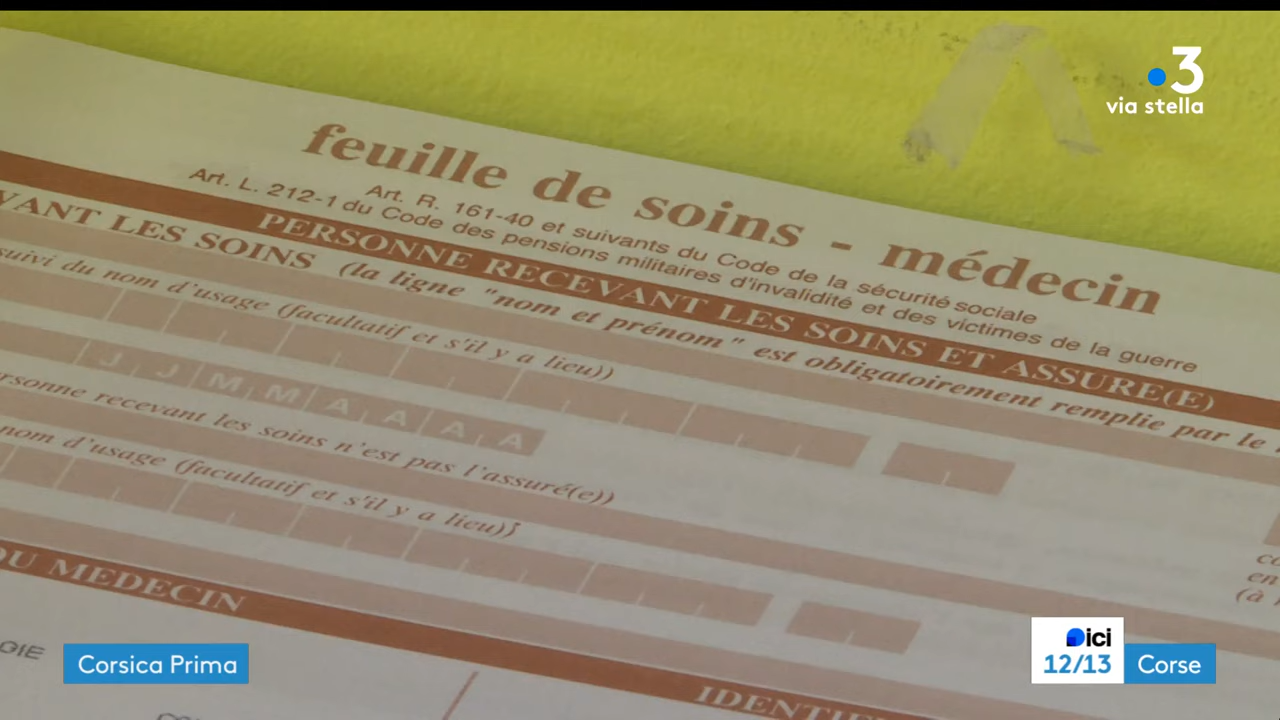 3
via stella
feuille de soins - médecin
Art. R. 161-40 et suivants du Code de la sécurité sociale
Art. L. 212-1 du Code des pensions militaires d'invalidité et des victimes de la guerre
PERSONNE RECEVANT LES SOINS ET ASSURE(E)
VANT LES SOINS (la ligne "nom et prénom" est obligatoirement remplie par le
suivi du nom d'usage (facultatif et s'il y a lieu))
J J M M A A A A
rsonne recevant les soins n'est pas l'assuré(e))
nom d'usage (facultatif et s'il y a lieu))
en
(à
OU MEDECIN
GIE
IDENTIFI
Corsica Prima
ici
12/13 Corse